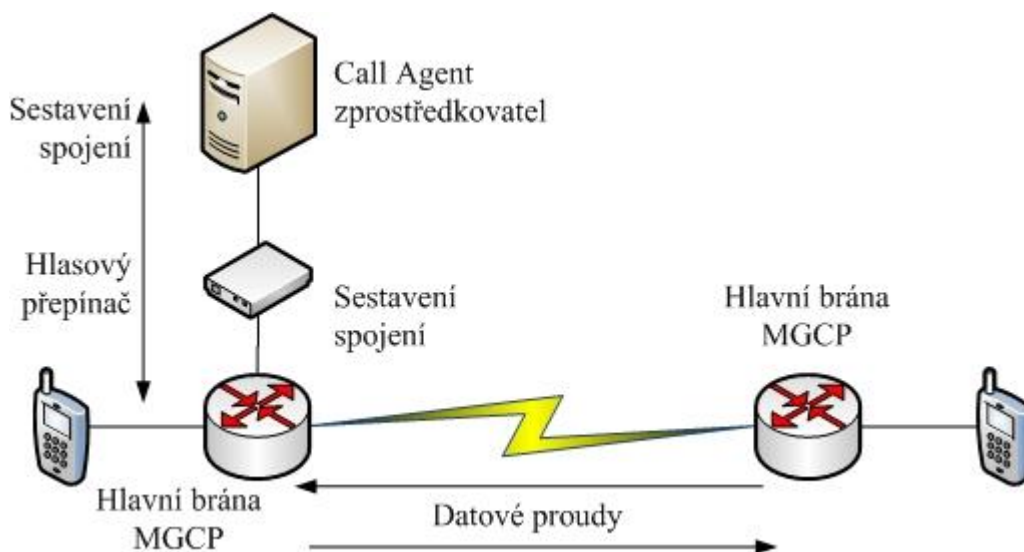 Call Agent
zprostředkovatel
Sestavení
spojení
Hlasový
přepínač
Sestavení
spojení
Hlavní brána
MGCP
Hlavní brána
MGCP
Datové proudy